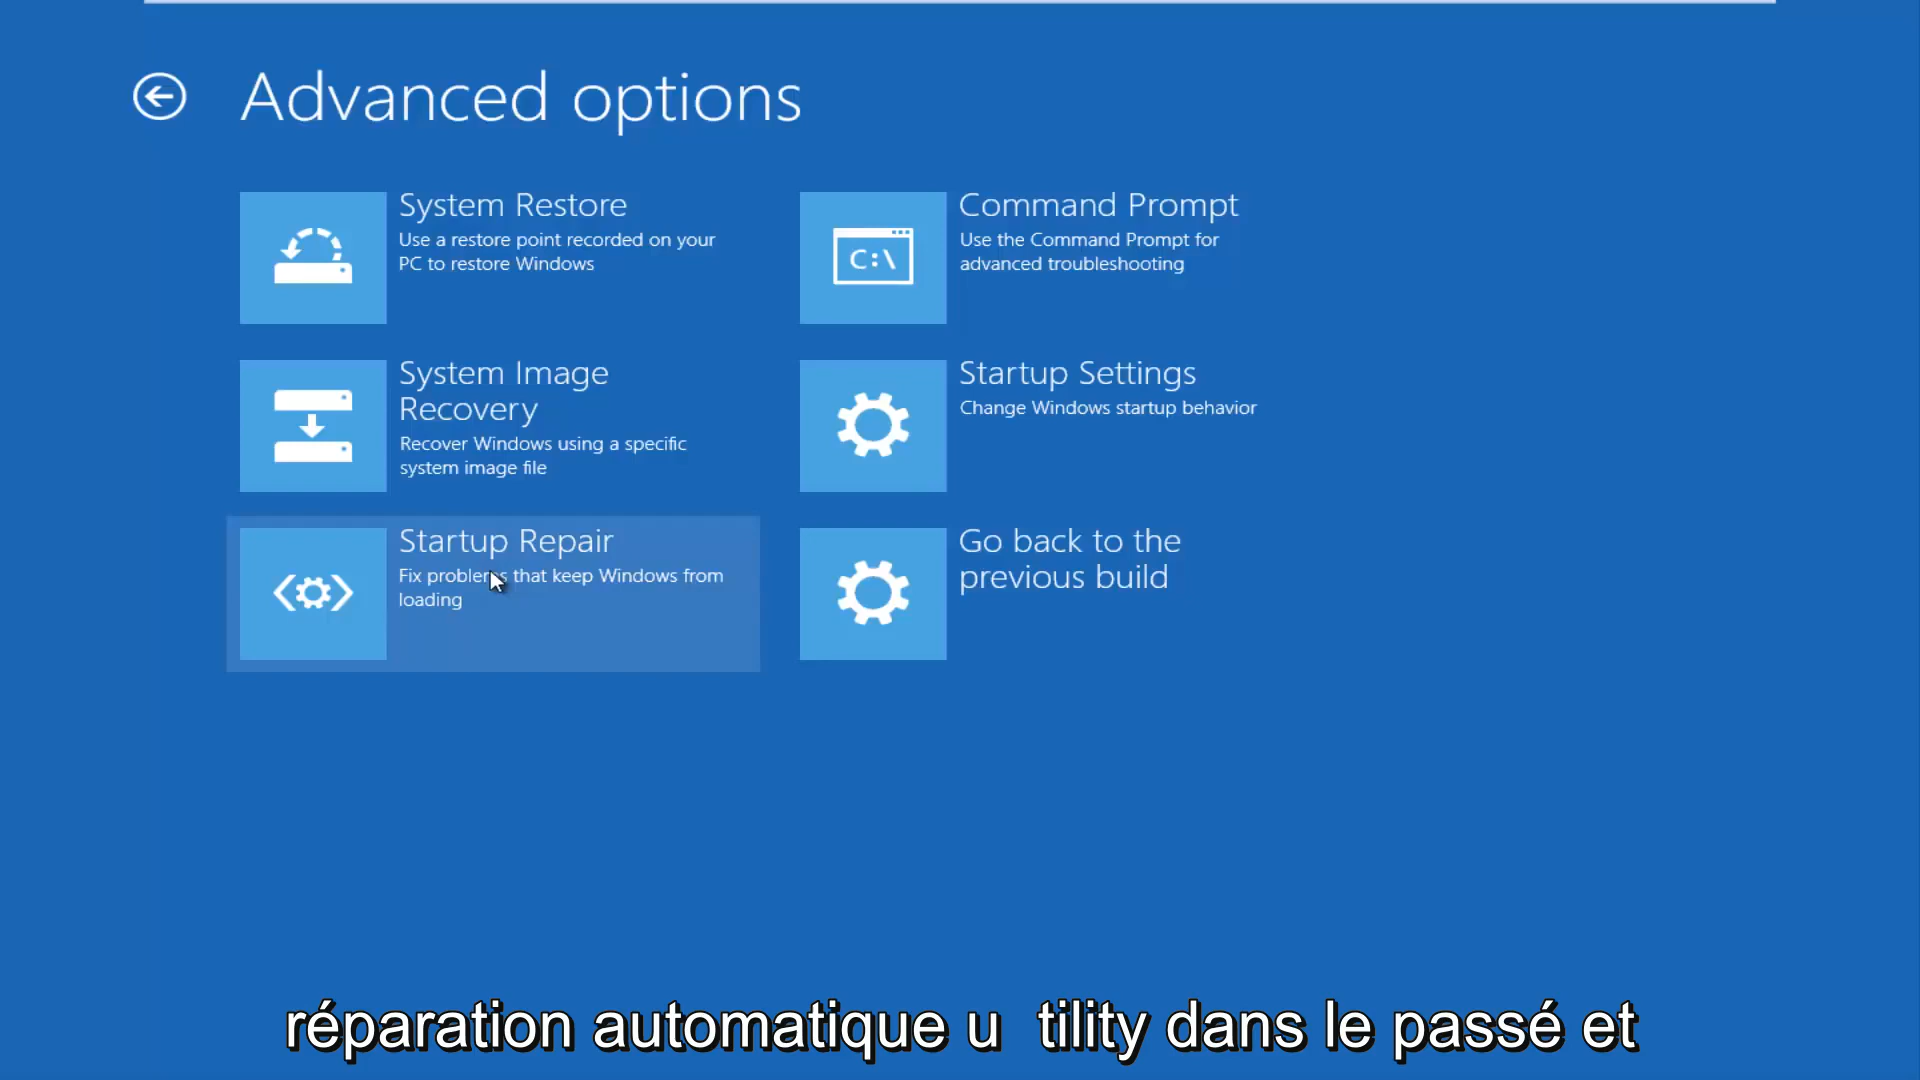 Advanced options
System Restore
Use a restore point recorded on your
PC to restore Windows
System Image
Recovery
Recover Windows using a specific
system image file
Startup Repair
Fix problems that keep Windows from
loading
Command Prompt
Use the Command Prompt for
advanced troubleshooting
C:\
Startup Settings
Change Windows startup behavior
Go back to the
previous build
réparation automatique u tility dans le passé et